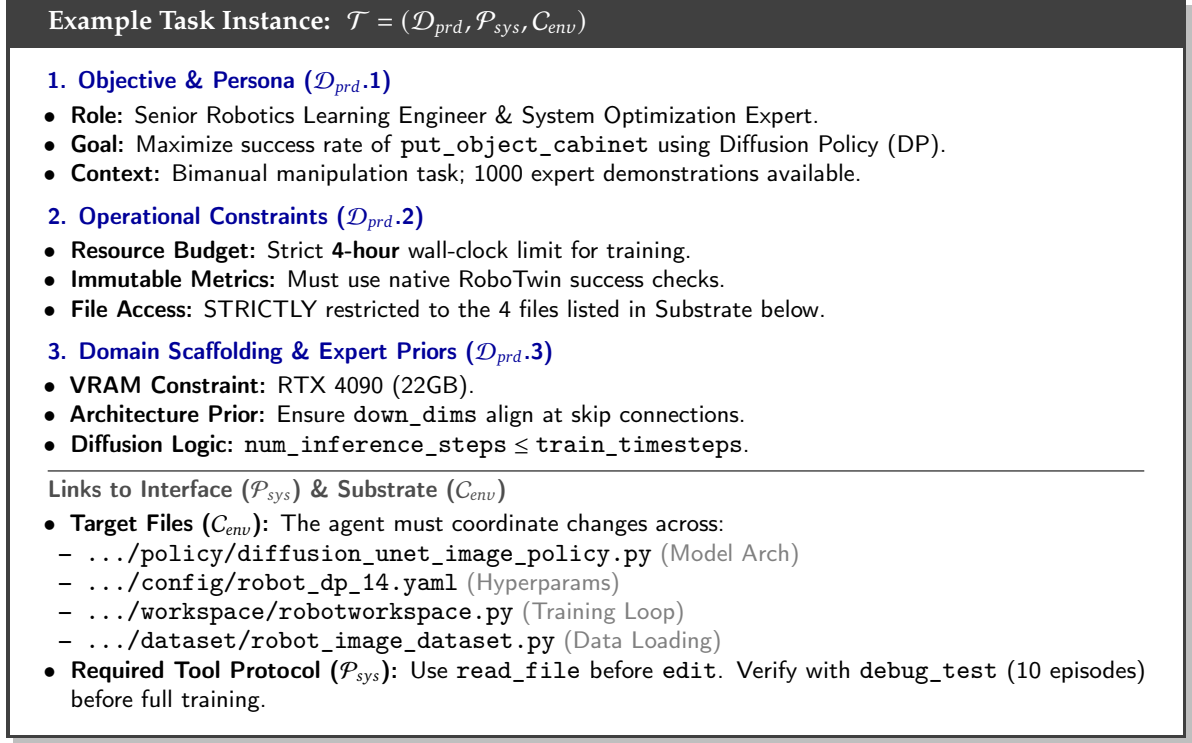 Example Task Instance: 𝒯 = (𝒟prd, 𝒫sys, 𝒞env)
1. Objective & Persona (𝒟prd.1)
• Role: Senior Robotics Learning Engineer & System Optimization Expert.
• Goal: Maximize success rate of put_object_cabinet using Diffusion Policy (DP).
• Context: Bimanual manipulation task; 1000 expert demonstrations available.
2. Operational Constraints (𝒟prd.2)
• Resource Budget: Strict 4-hour wall-clock limit for training.
• Immutable Metrics: Must use native RoboTwin success checks.
• File Access: STRICTLY restricted to the 4 files listed in Substrate below.
3. Domain Scaffolding & Expert Priors (𝒟prd.3)
• VRAM Constraint: RTX 4090 (22GB).
• Architecture Prior: Ensure down_dims align at skip connections.
• Diffusion Logic: num_inference_steps ≤ train_timesteps.
Links to Interface (𝒫sys) & Substrate (𝒞env)
• Target Files (𝒞env): The agent must coordinate changes across:
– .../policy/diffusion_unet_image_policy.py (Model Arch)
– .../config/robot_dp_14.yaml (Hyperparams)
– .../workspace/robotworkspace.py (Training Loop)
– .../dataset/robot_image_dataset.py (Data Loading)
• Required Tool Protocol (𝒫sys): Use read_file before edit. Verify with debug_test (10 episodes)
before full training.